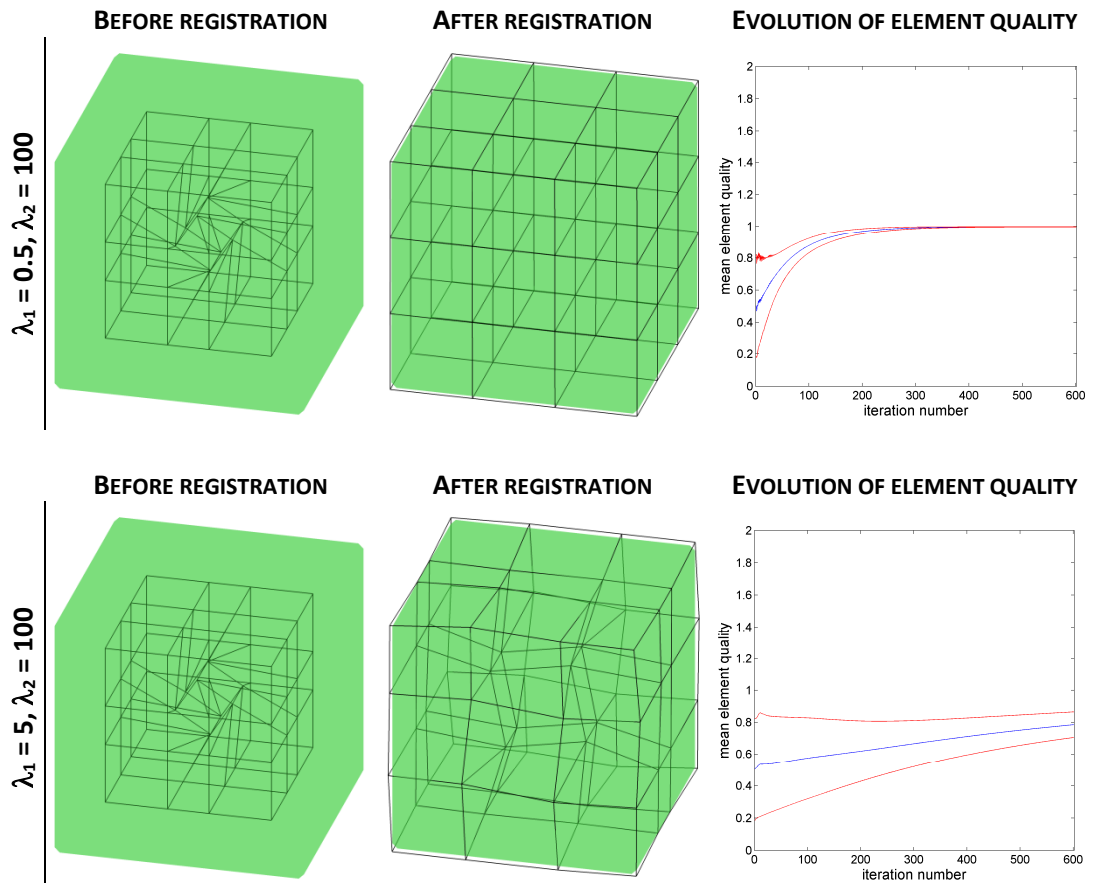 BEFORE REGISTRATION
AFTER REGISTRATION
EVOLUTION OF ELEMENT QUALITY
λ₁ = 0.5, λ₂ = 100
mean element quality
2
1.8
1.6
1.4
1.2
1
0.8
0.6
0.4
0.2
0
0 100 200 300 400 500 600
iteration number
BEFORE REGISTRATION
AFTER REGISTRATION
EVOLUTION OF ELEMENT QUALITY
λ₁ = 5, λ₂ = 100
mean element quality
2
1.8
1.6
1.4
1.2
1
0.8
0.6
0.4
0.2
0
0 100 200 300 400 500 600
iteration number